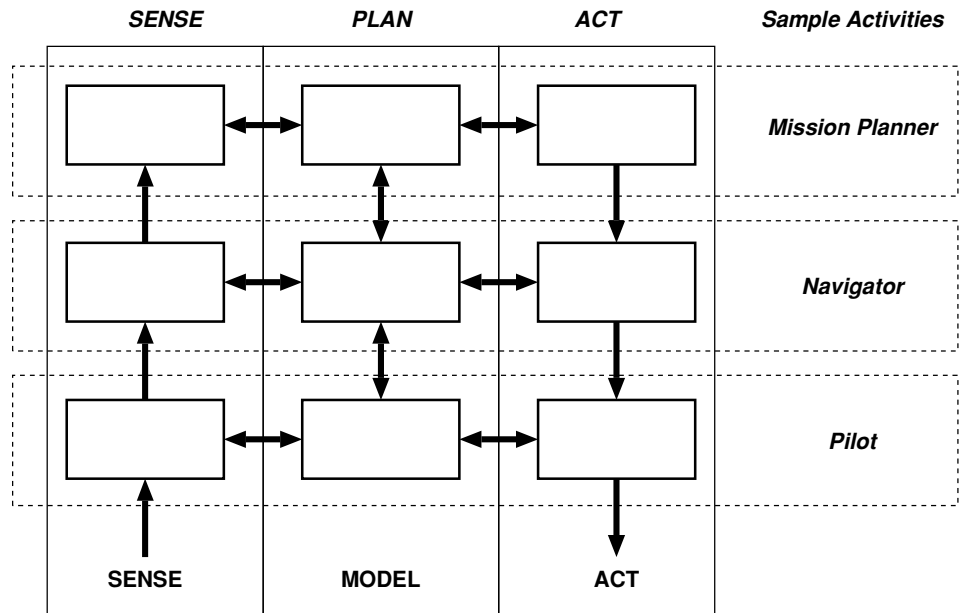 SENSE PLAN ACT Sample Activities
Mission Planner
Navigator
Pilot
SENSE MODEL ACT